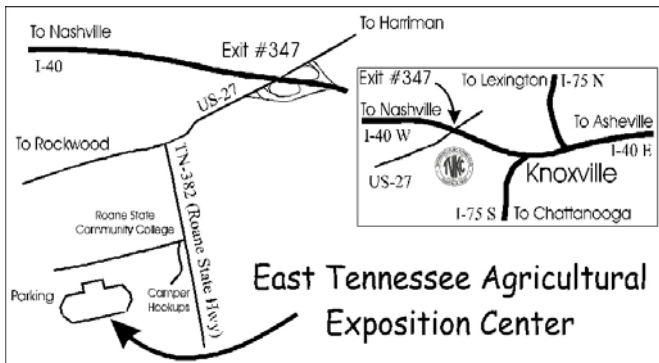 To Nashville
I-40
Exit #347
To Harriman
US-27
To Rockwood
TN-382 (Roane State Hwy)
Roane State
Community College
Parking
Camper
Hookups
East Tennessee Agricultural
Exposition Center
Exit #347
To Lexington
I-75 N
To Nashville
I-40 W
To Asheville
I-40 E
US-27
TVKC
Knoxville
I-75 S
To Chattanooga